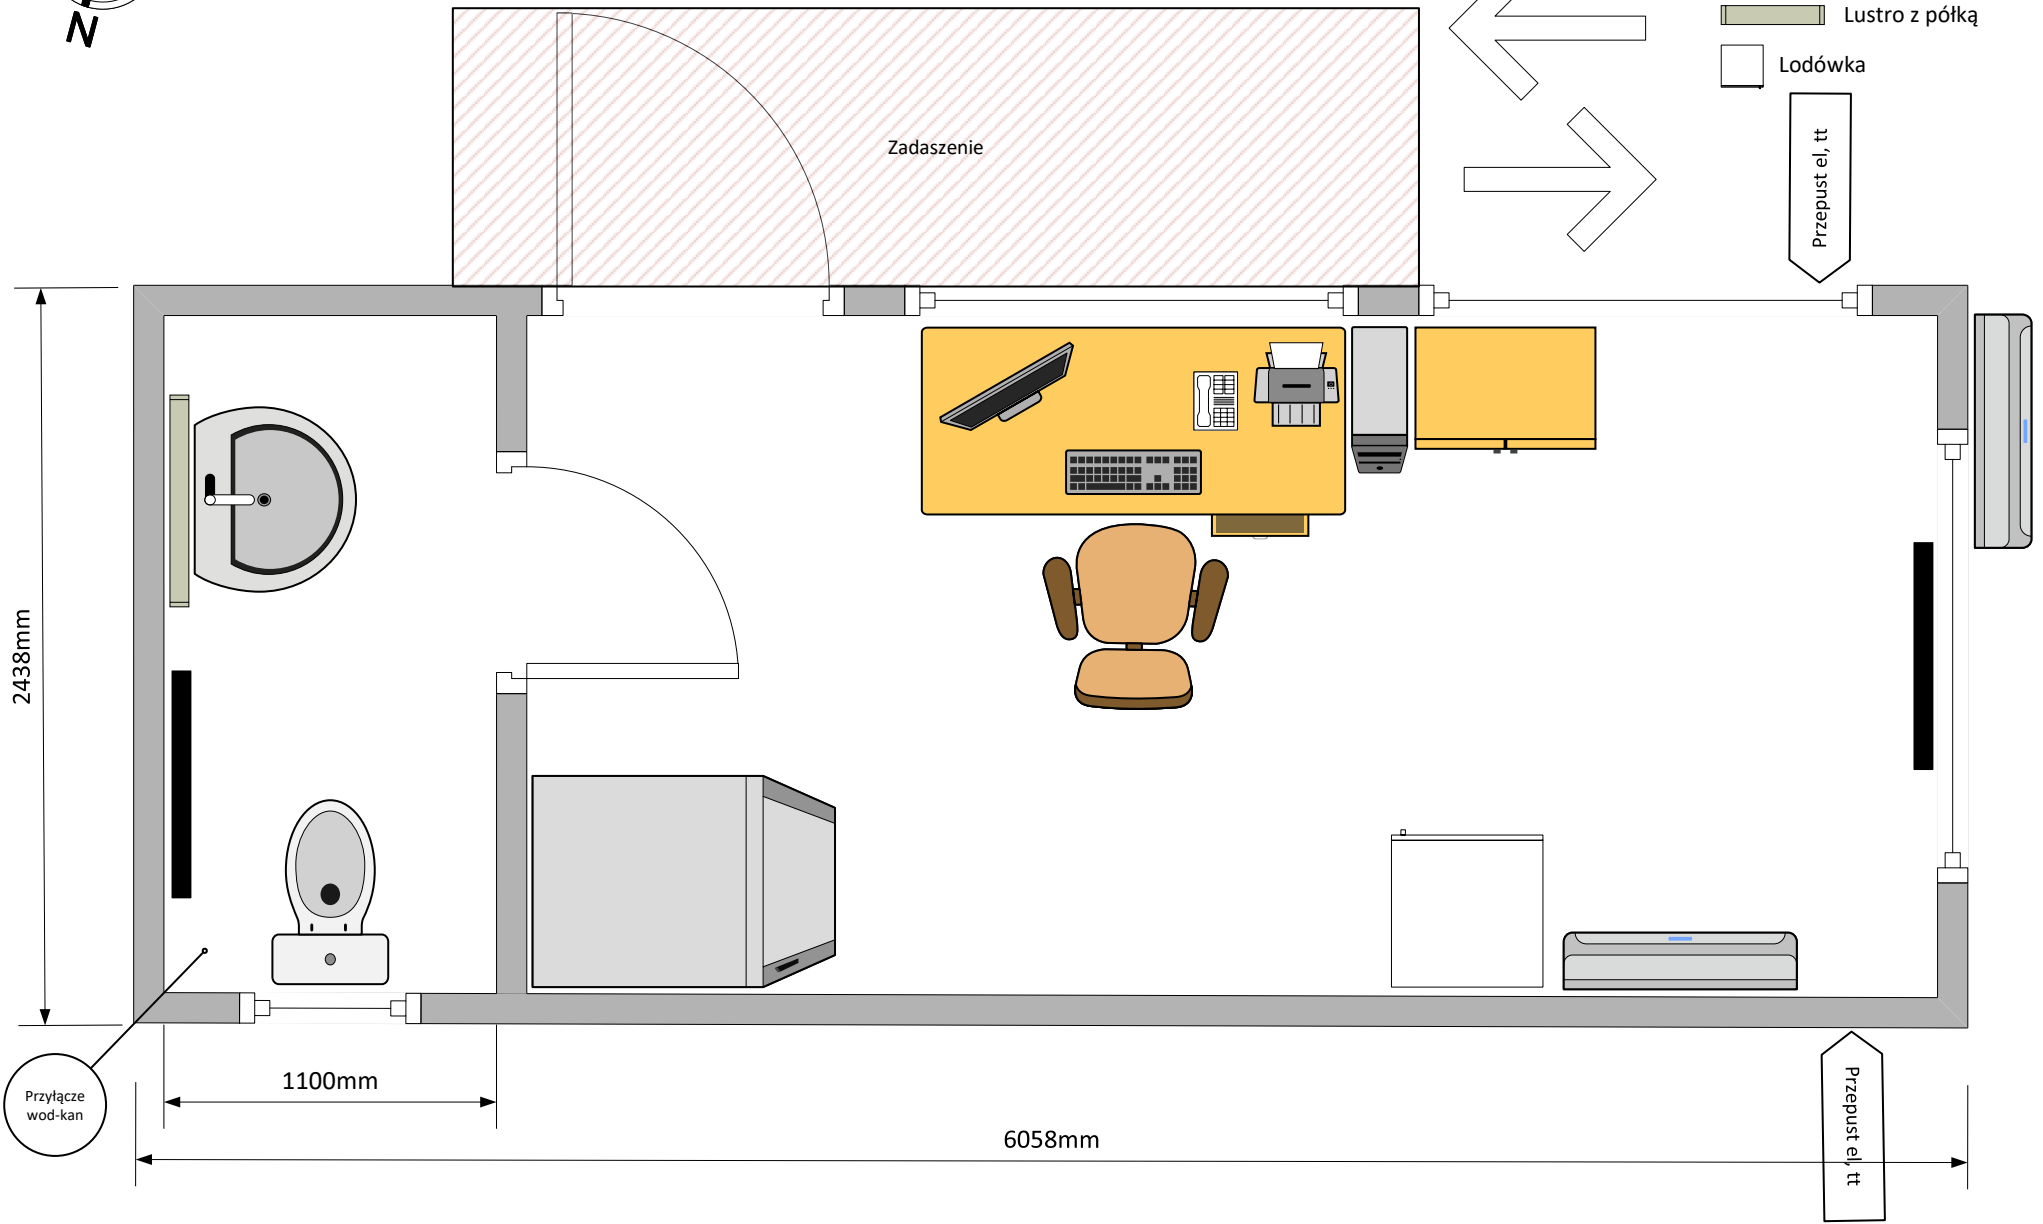 N
Lustro z półką
Lodówka
Zadaszenie
Przepust el, tt
2438mm
1100mm
Przyłącze
wod-kan
6058mm
Przepust el, tt